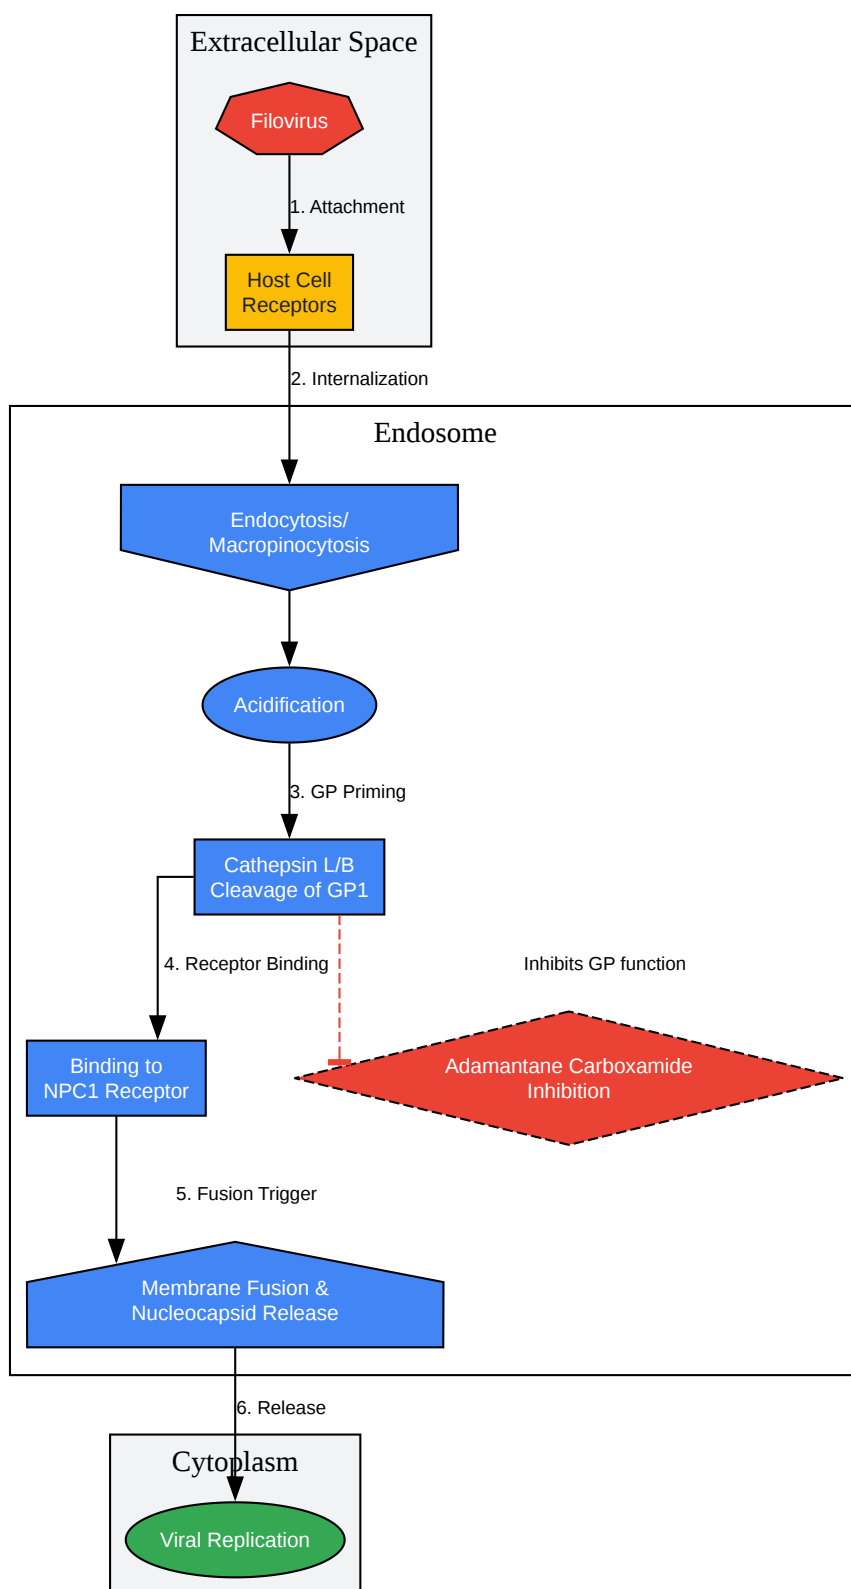 Extracellular Space
Filovirus
1. Attachment
Host Cell
Receptors
2. Internalization
Endosome
Endocytosis/
Macropinocytosis
Acidification
3. GP Priming
Cathepsin L/B
Cleavage of GP1
4. Receptor Binding
Inhibits GP function
Binding to
NPC1 Receptor
Adamantane Carboxamide
Inhibition
5. Fusion Trigger
Membrane Fusion &
Nucleocapsid Release
6. Release
Cytoplasm
Viral Replication